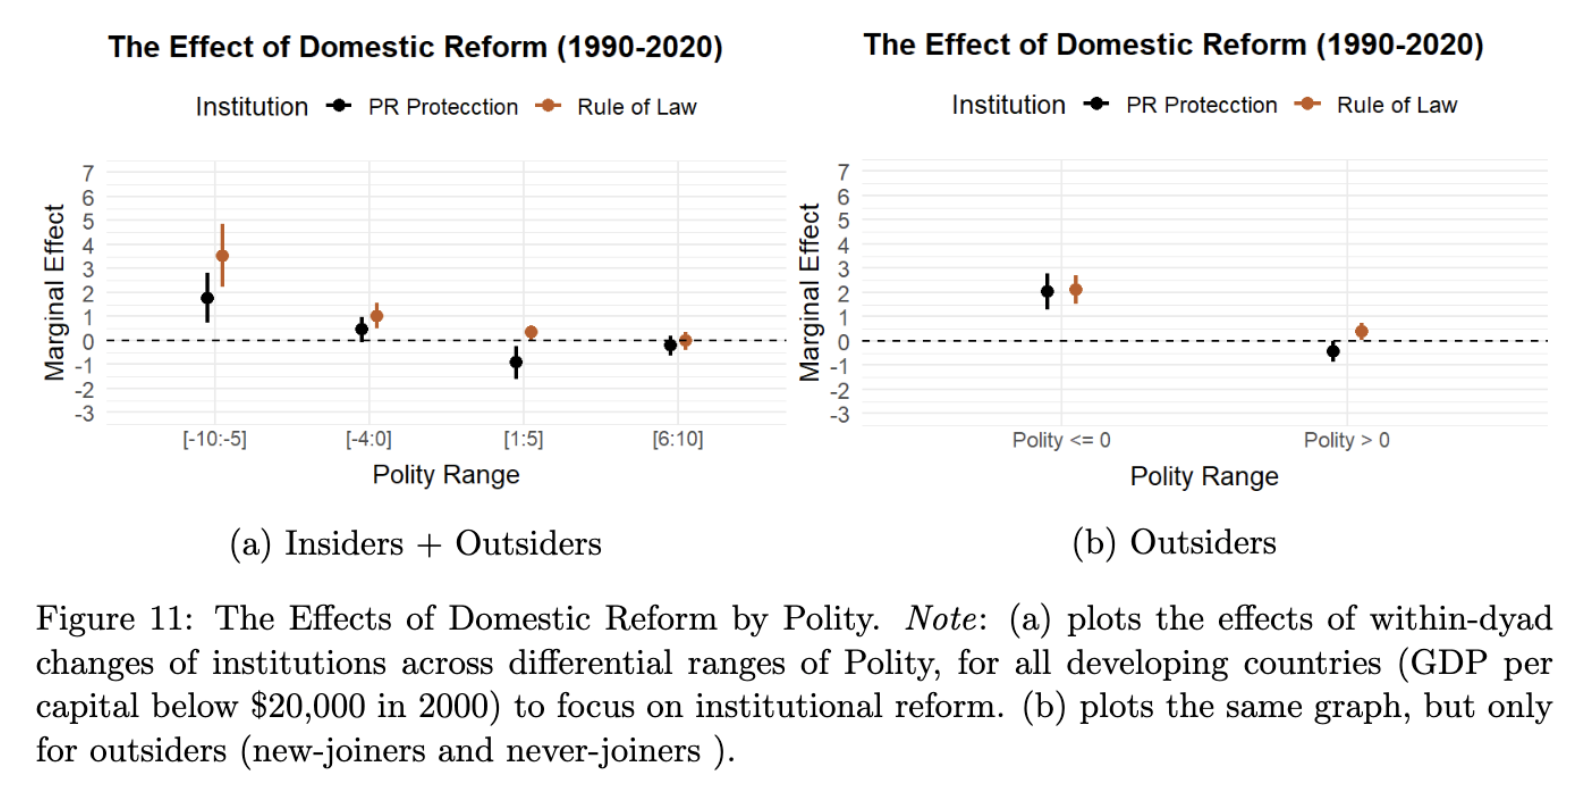 The Effect of Domestic Reform (1990-2020)
Institution PR Protecction Rule of Law
Marginal Effect
7
6
5
4
3
2
1
0
-1
-2
-3
[-10:-5] [-4:0] [1:5] [6:10]
Polity Range
(a) Insiders + Outsiders
The Effect of Domestic Reform (1990-2020)
Institution PR Protecction Rule of Law
Marginal Effect
7
6
5
4
3
2
1
0
-1
-2
-3
Polity <= 0 Polity > 0
Polity Range
(b) Outsiders
Figure 11: The Effects of Domestic Reform by Polity. Note: (a) plots the effects of within-dyad
changes of institutions across differential ranges of Polity, for all developing countries (GDP per
capital below $20,000 in 2000) to focus on institutional reform. (b) plots the same graph, but only
for outsiders (new-joiners and never-joiners ).